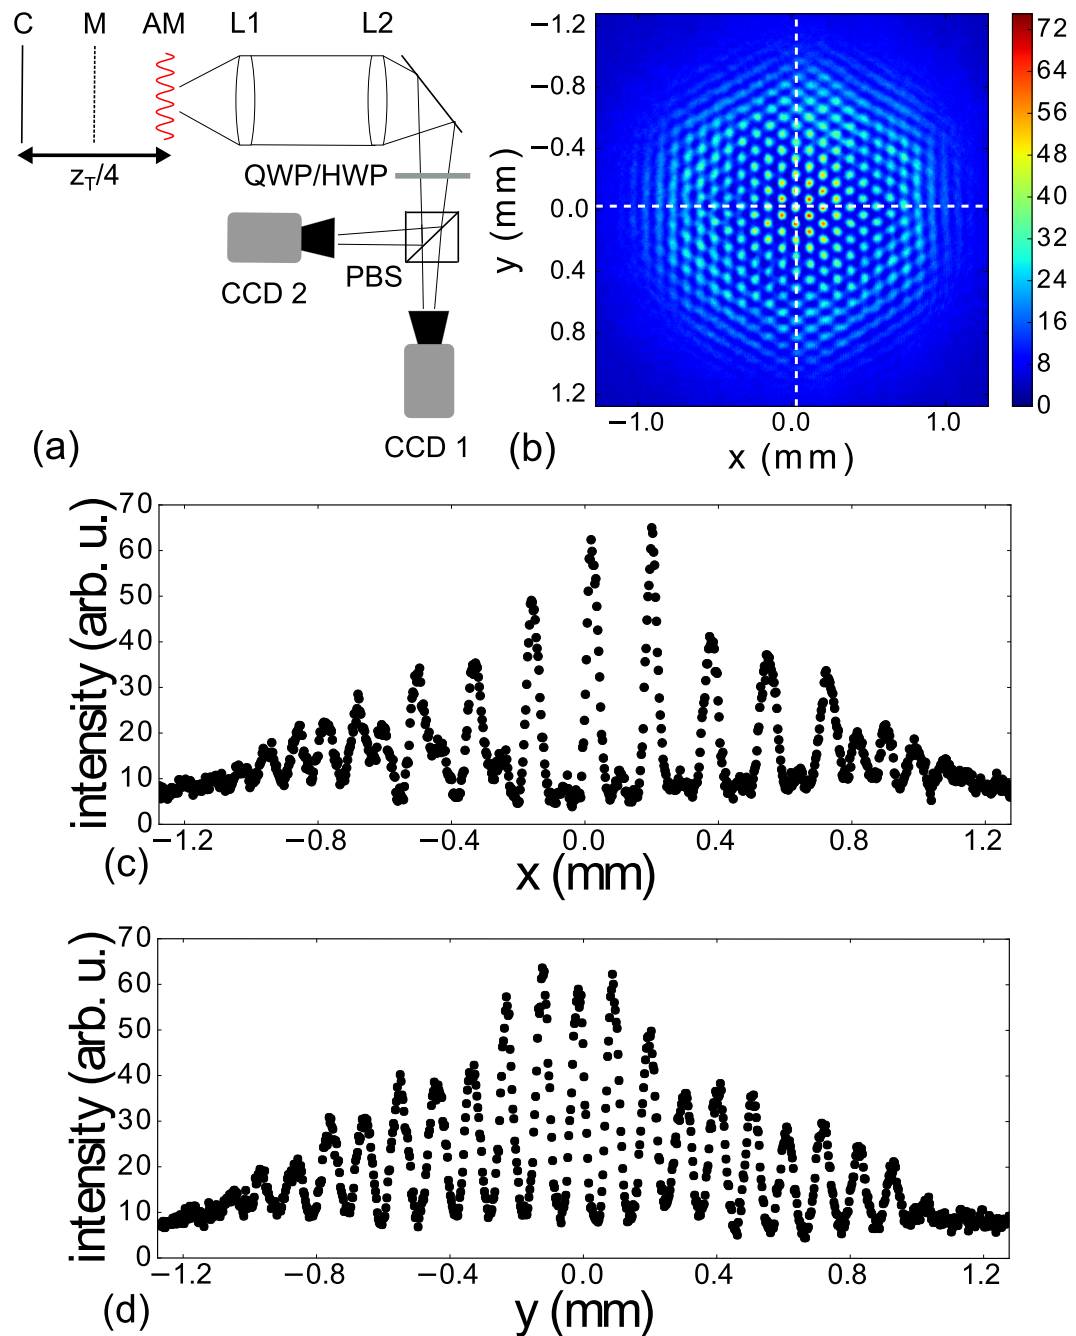 C M AM L1 L2
z_T/4
QWP/HWP
PBS
CCD 2
CCD 1
(a)
−1.2
−0.8
−0.4
0.0
0.4
0.8
1.2
y (mm)
−1.0 0.0 1.0
x (mm)
(b)
72
64
56
48
40
32
24
16
8
0
70
60
50
40
30
20
10
0
intensity (arb. u.)
−1.2 −0.8 −0.4 0.0 0.4 0.8 1.2
x (mm)
(c)
70
60
50
40
30
20
10
0
intensity (arb. u.)
−1.2 −0.8 −0.4 0.0 0.4 0.8 1.2
y (mm)
(d)